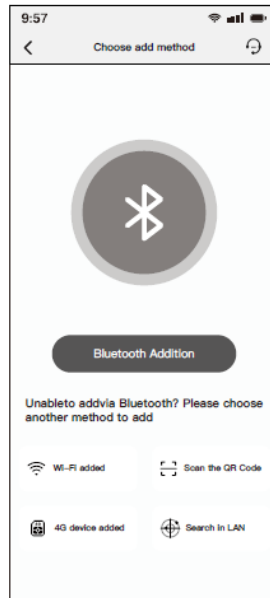 9:57
Choose add method
Bluetooth Addition
Unableto addvia Bluetooth? Please choose
another method to add
Wi-Fi added
Scan the QR Code
4G device added
Search in LAN